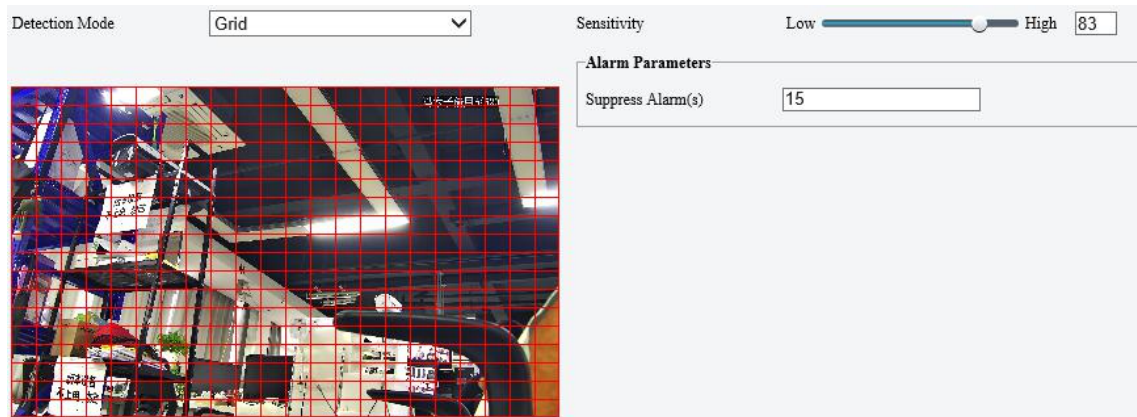 Detection Mode
Grid
Sensitivity
Low
High
83
Alarm Parameters
Suppress Alarm(s)
15